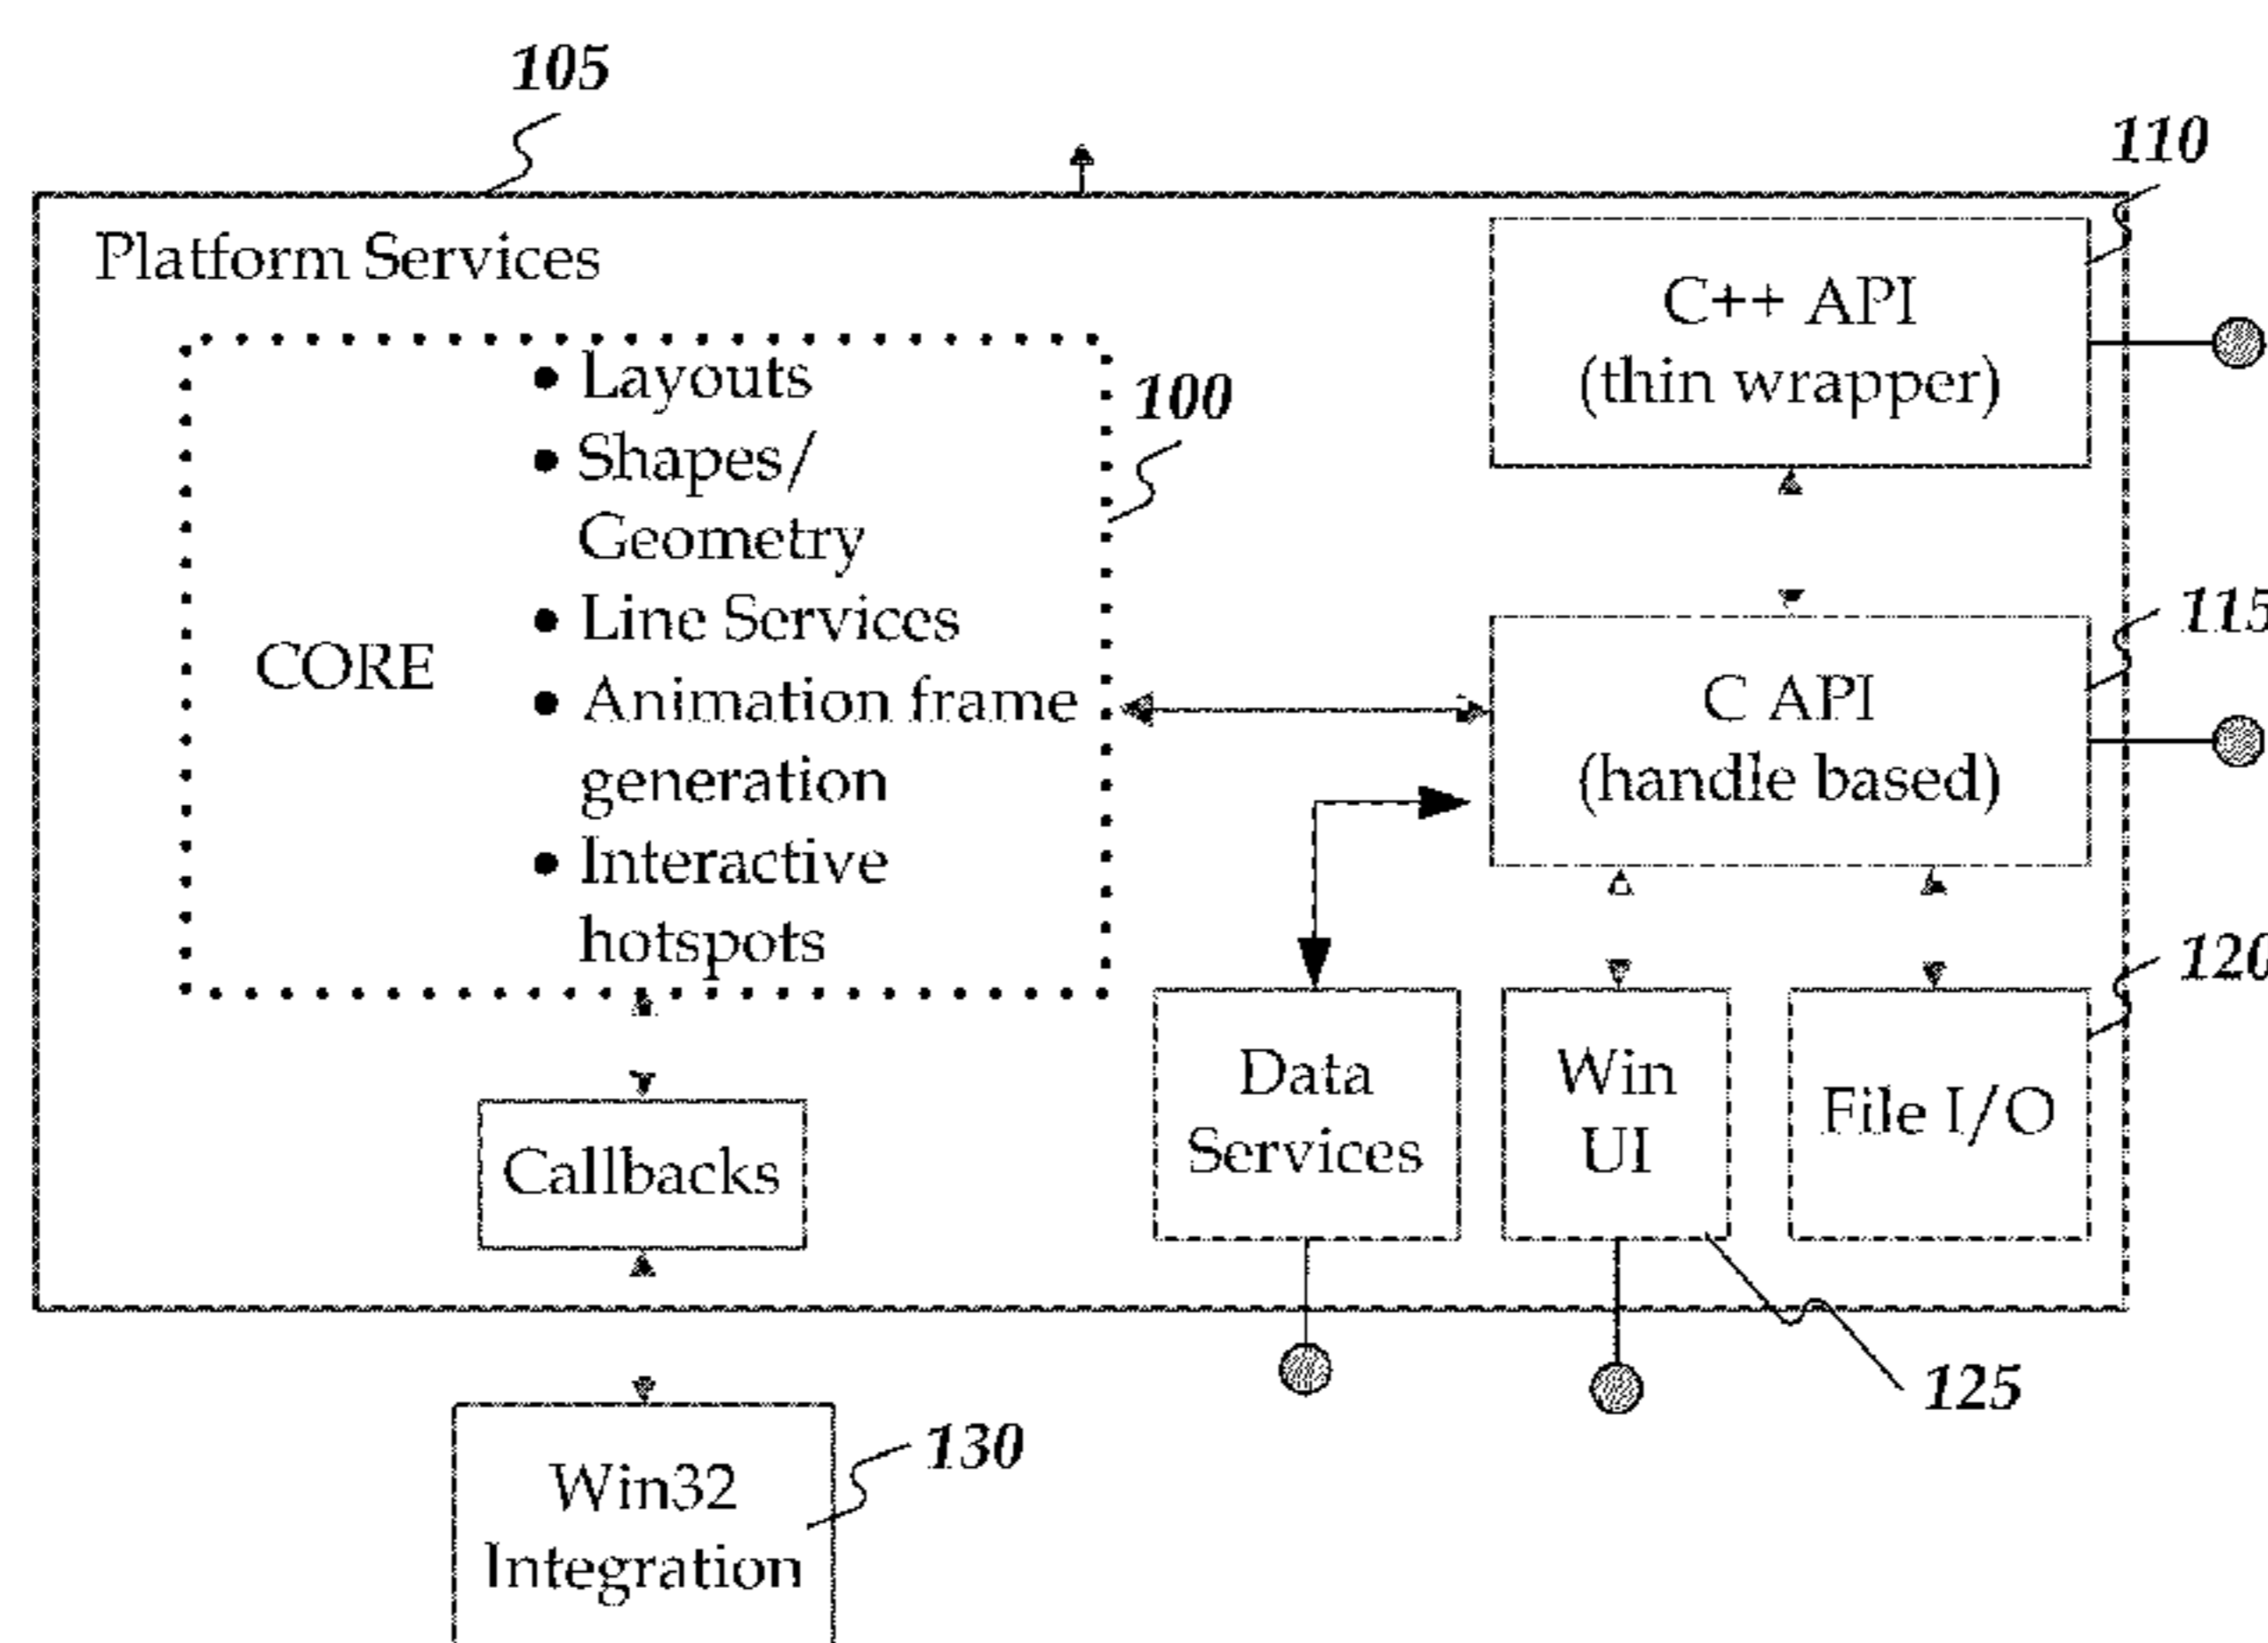 105
110
Platform Services
C++ API
(thin wrapper)
• Layouts
• Shapes/
Geometry
• Line Services
• Animation frame
generation
• Interactive
hotspots
100
CORE
115
C API
(handle based)
120
Data
Services
Win
UI
File I/O
Callbacks
125
130
Win32
Integration